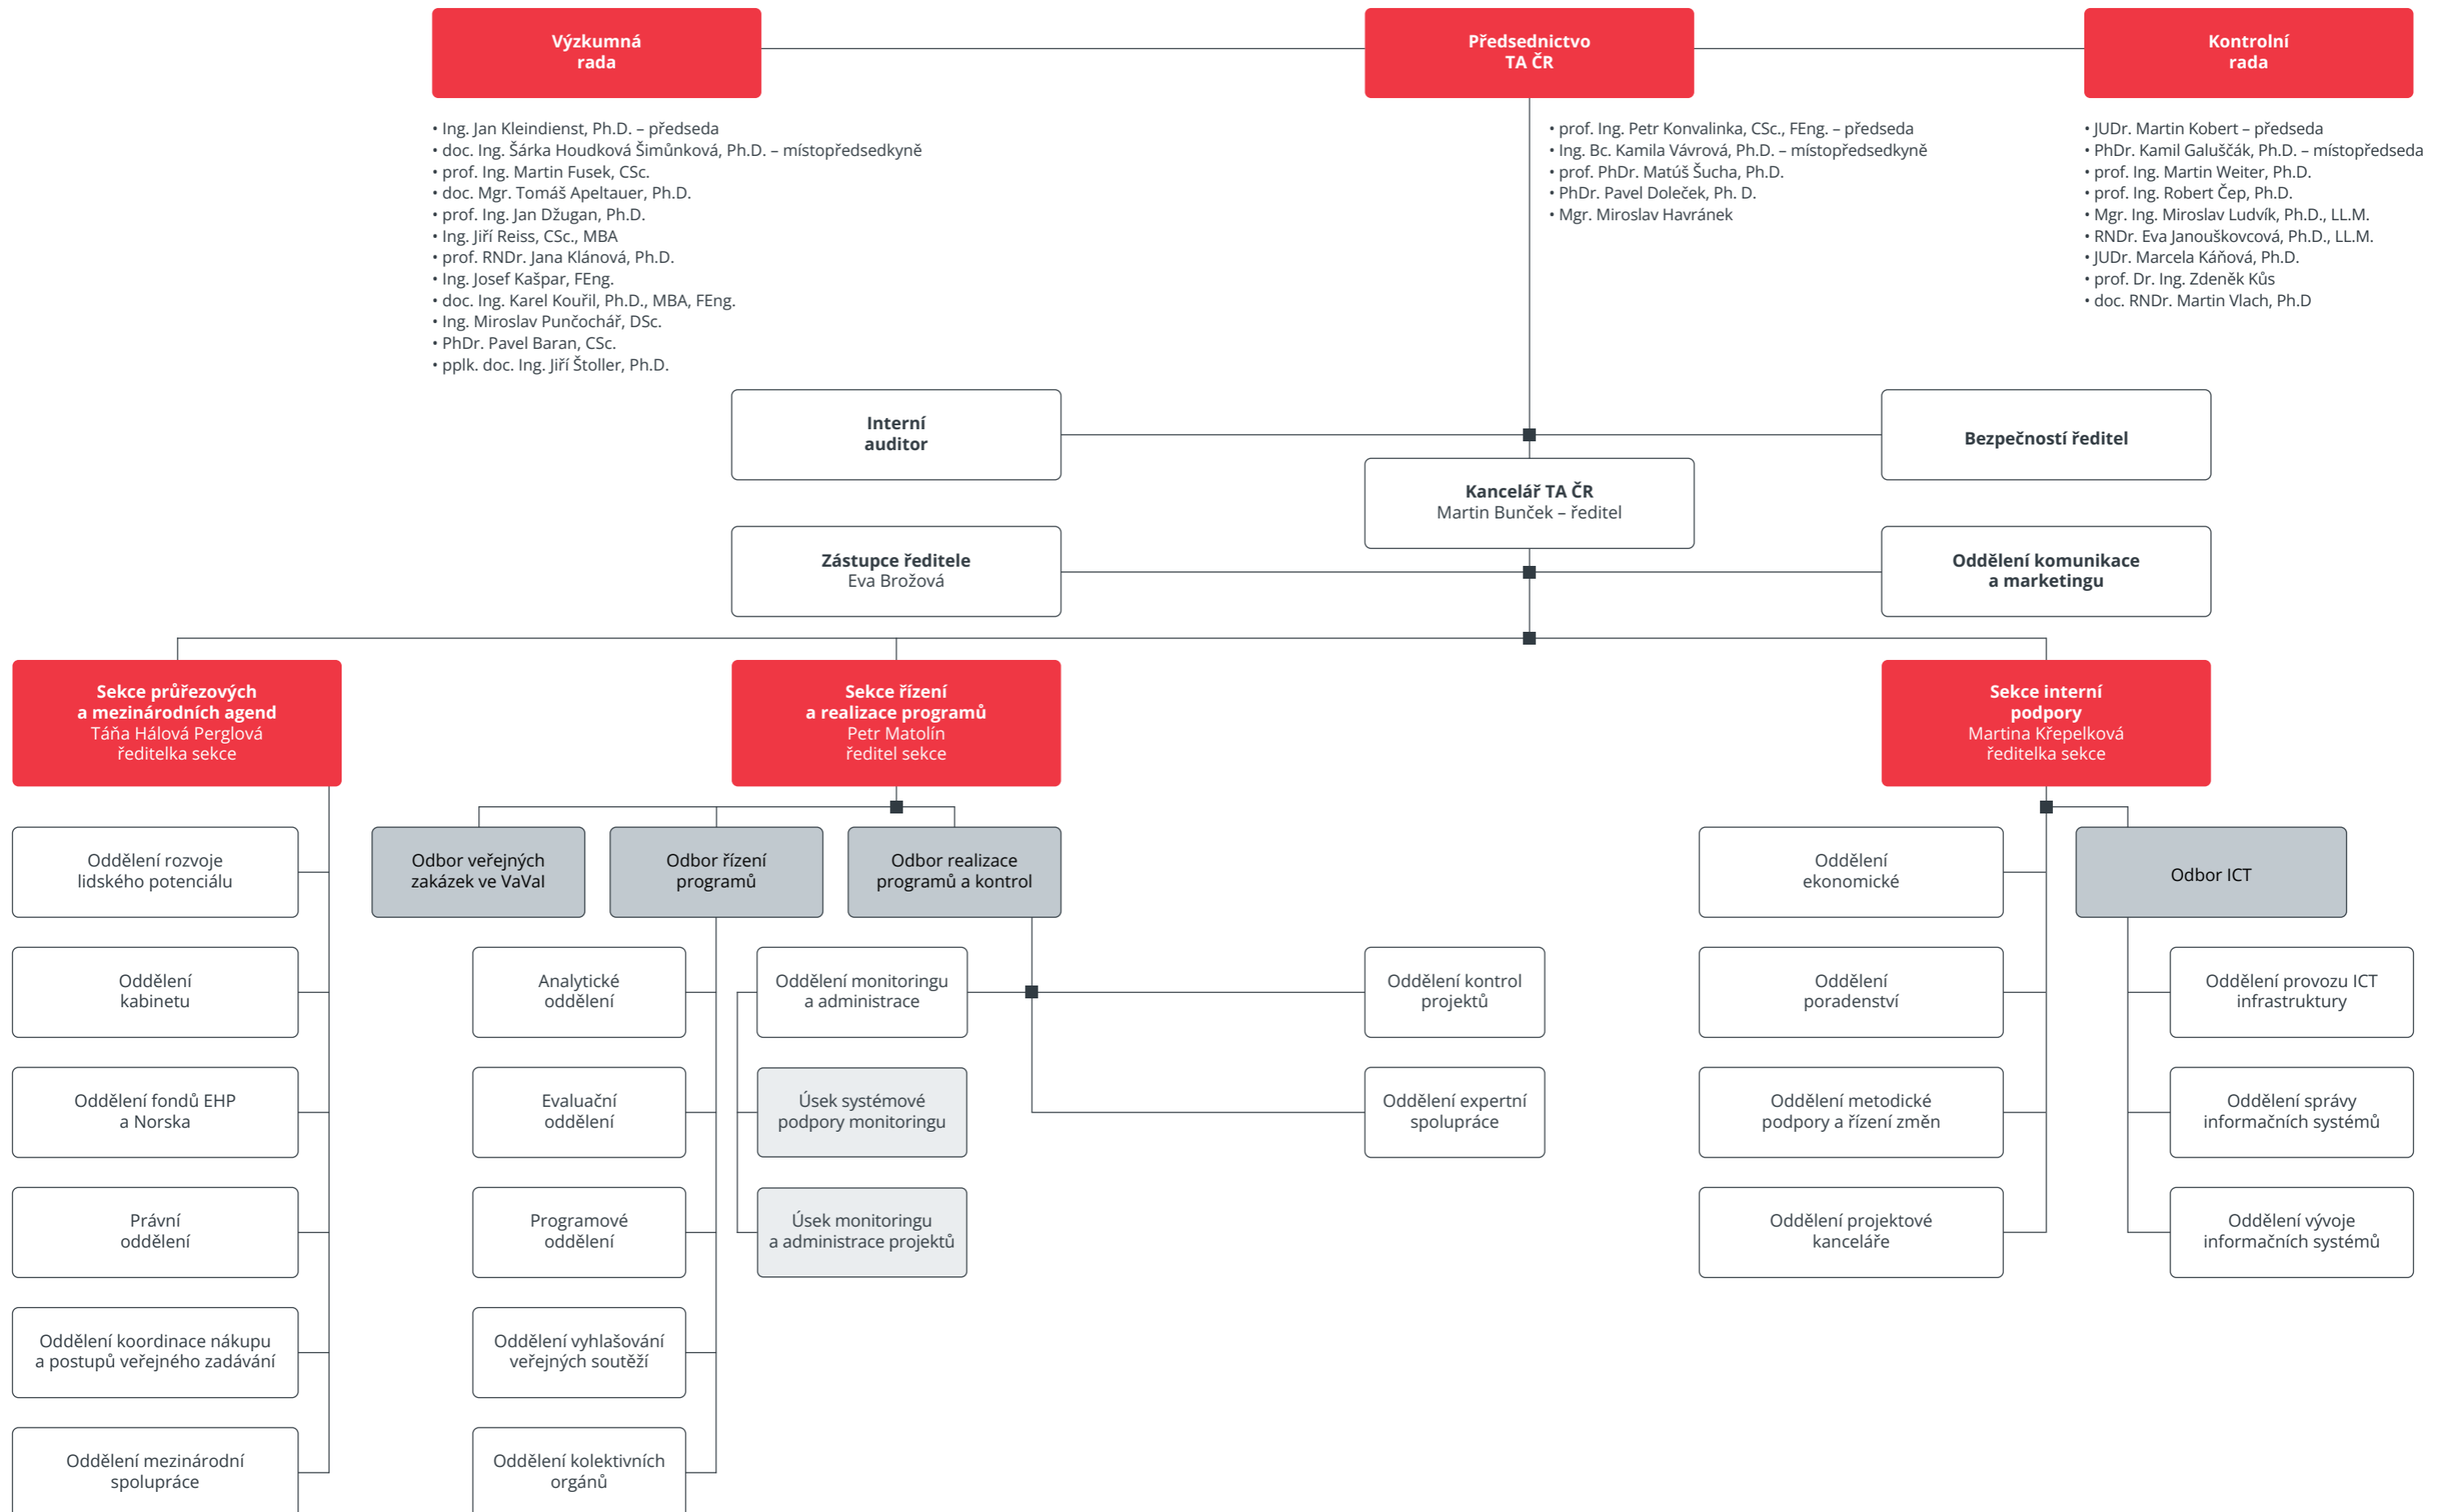 Výzkumná
rada
Předsednictvo
TA ČR
Kontrolní
rada
• Ing. Jan Kleindienst, Ph.D. – předseda
• doc. Ing. Šárka Houdková Šimůnková, Ph.D. – místopředsedkyně
• prof. Ing. Martin Fusek, CSc.
• doc. Mgr. Tomáš Apeltauer, Ph.D.
• prof. Ing. Jan Džugan, Ph.D.
• Ing. Jiří Reiss, CSc., MBA
• prof. RNDr. Jana Klánová, Ph.D.
• Ing. Josef Kašpar, FEng.
• doc. Ing. Karel Kouřil, Ph.D., MBA, FEng.
• Ing. Miroslav Punčochář, DSc.
• PhDr. Pavel Baran, CSc.
• pplk. doc. Ing. Jiří Štoller, Ph.D.
• prof. Ing. Petr Konvalinka, CSc., FEng. – předseda
• Ing. Bc. Kamila Vávrová, Ph.D. – místopředsedkyně
• prof. PhDr. Matúš Šucha, Ph.D.
• PhDr. Pavel Doleček, Ph. D.
• Mgr. Miroslav Havránek
• JUDr. Martin Kobert – předseda
• PhDr. Kamil Galuščák, Ph.D. – místopředseda
• prof. Ing. Martin Weiter, Ph.D.
• prof. Ing. Robert Čep, Ph.D.
• Mgr. Ing. Miroslav Ludvík, Ph.D., LL.M.
• RNDr. Eva Janouškovcová, Ph.D., LL.M.
• JUDr. Marcela Káňová, Ph.D.
• prof. Dr. Ing. Zdeněk Kůs
• doc. RNDr. Martin Vlach, Ph.D
Interní
auditor
Bezpečností ředitel
Kancelář TA ČR
Martin Bunček – ředitel
Zástupce ředitele
Eva Brožová
Oddělení komunikace
a marketingu
Sekce průřezových
a mezinárodních agend
Táňa Hálová Perglová
ředitelka sekce
Sekce řízení
a realizace programů
Petr Matolín
ředitel sekce
Sekce interní
podpory
Martina Křepelková
ředitelka sekce
Oddělení rozvoje
lidského potenciálu
Oddělení
kabinetu
Oddělení fondů EHP
a Norska
Právní
oddělení
Oddělení koordinace nákupu
a postupů veřejného zadávání
Oddělení mezinárodní
spolupráce
Odbor veřejných
zakázek ve VaVaI
Odbor řízení
programů
Odbor realizace
programů a kontrol
Analytické
oddělení
Evaluační
oddělení
Programové
oddělení
Oddělení vyhlašování
veřejných soutěží
Oddělení kolektivních
orgánů
Oddělení monitoringu
a administrace
Úsek systémové
podpory monitoringu
Úsek monitoringu
a administrace projektů
Oddělení kontrol
projektů
Oddělení expertní
spolupráce
Oddělení
ekonomické
Oddělení
poradenství
Oddělení metodické
podpory a řízení změn
Oddělení projektové
kanceláře
Odbor ICT
Oddělení provozu ICT
infrastruktury
Oddělení správy
informačních systémů
Oddělení vývoje
informačních systémů